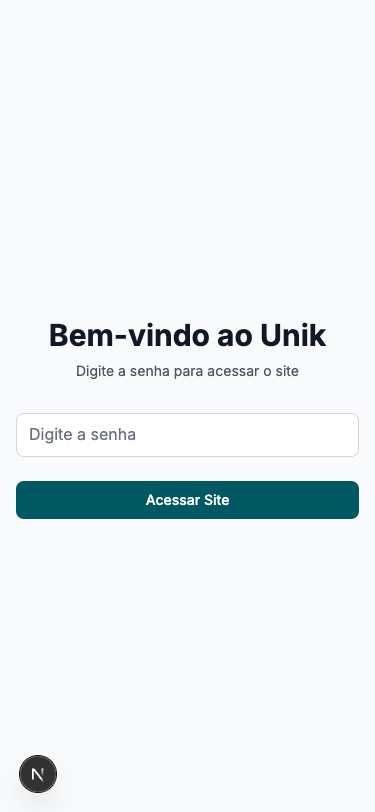 Bem-vindo ao Unik
Digite a senha para acessar o site
Digite a senha
Acessar Site
N